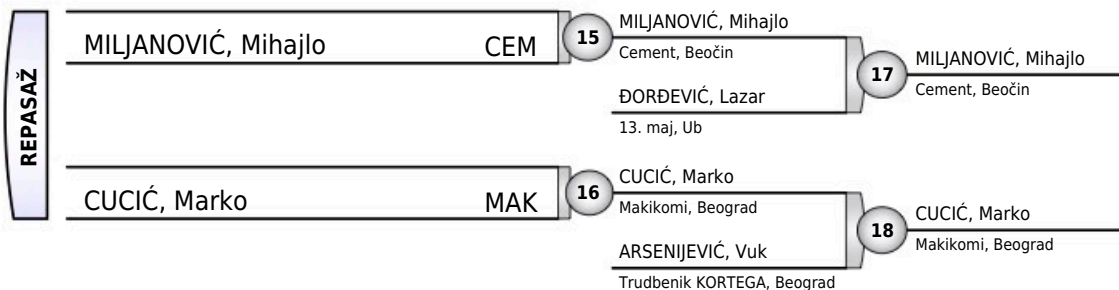 REPASAŽ
MILJANOVIĆ, Mihajlo CEM
15
MILJANOVIĆ, Mihajlo
Cement, Beočin
ĐORĐEVIĆ, Lazar
13. maj, Ub
17
MILJANOVIĆ, Mihajlo
Cement, Beočin
CUCIĆ, Marko MAK
16
CUCIĆ, Marko
Makikomi, Beograd
ARSENIJEVIĆ, Vuk
Trudbenik KORTEGA, Beograd
18
CUCIĆ, Marko
Makikomi, Beograd